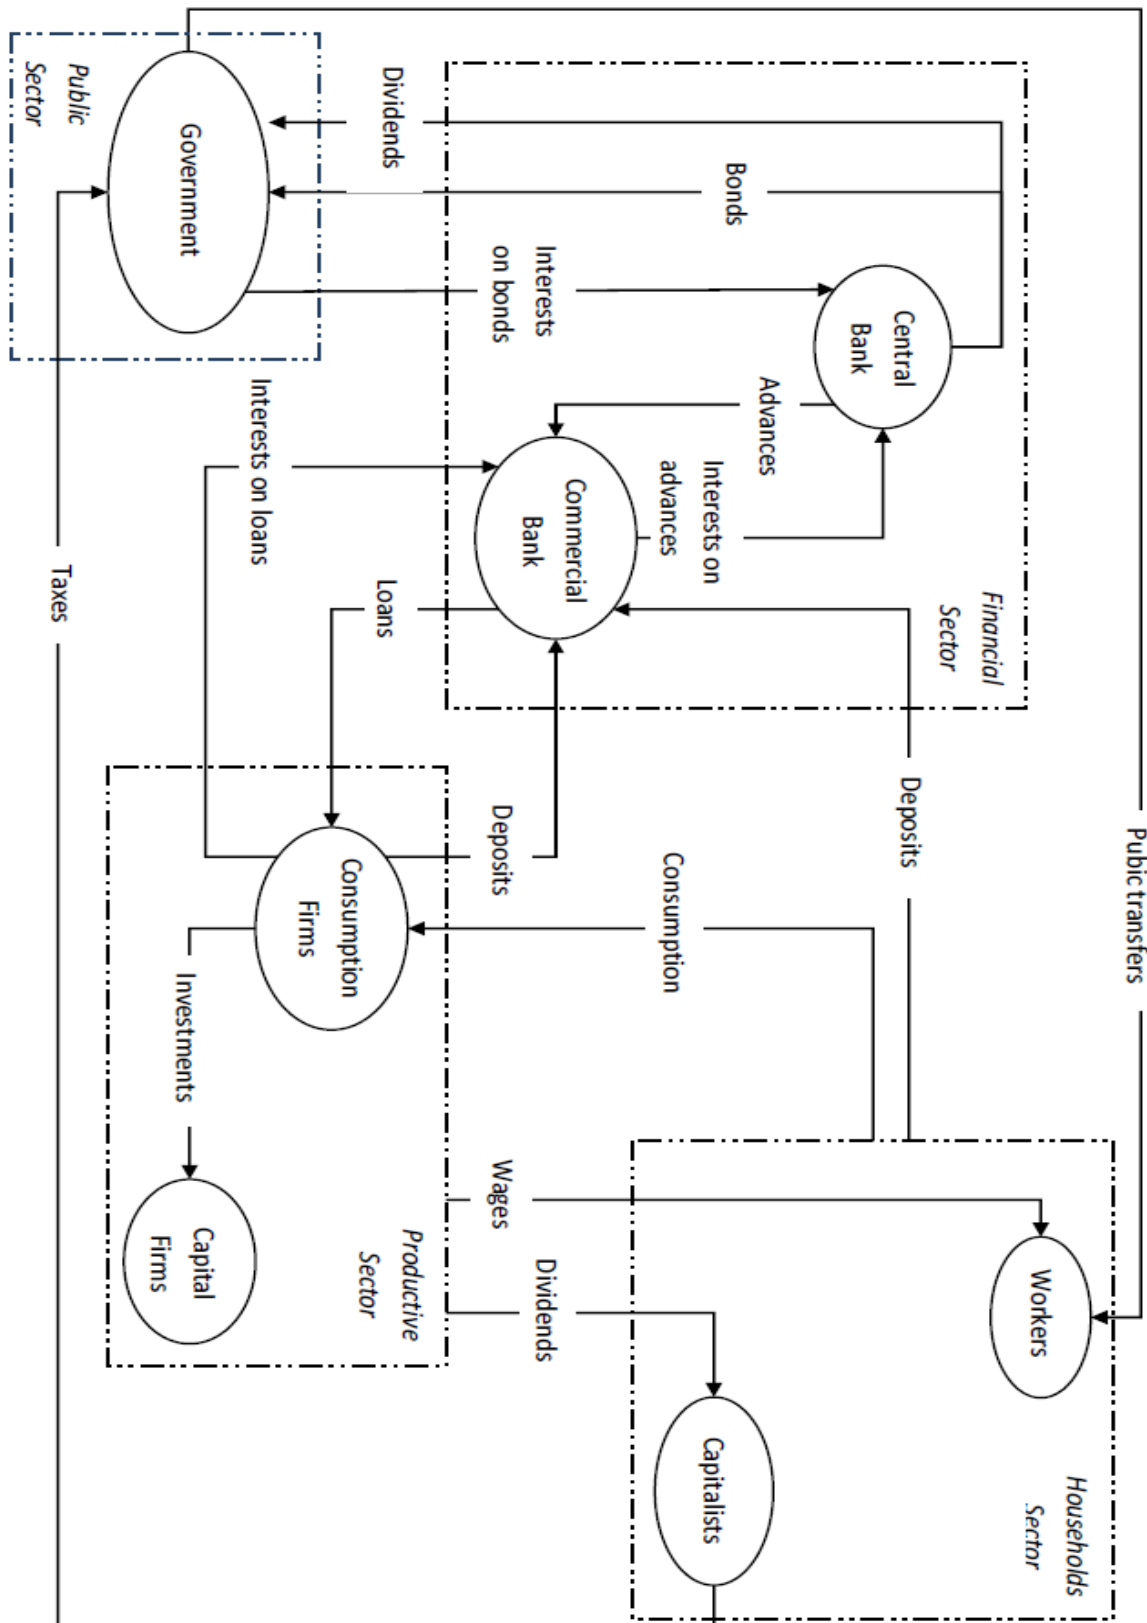 Pubic transfers
Households
Sector
Workers
Financial
Sector
Deposits
Central
Bank
Bonds
Advances
Interests on
advances
Capitalists
Consumption
Commercial
Bank
Interests
on bonds
Dividends
Dividends
Wages
Deposits
Productive
Sector
Loans
Consumption
Firms
Interests on loans
Investments
Capital
Firms
Government
Public
Sector
Taxes